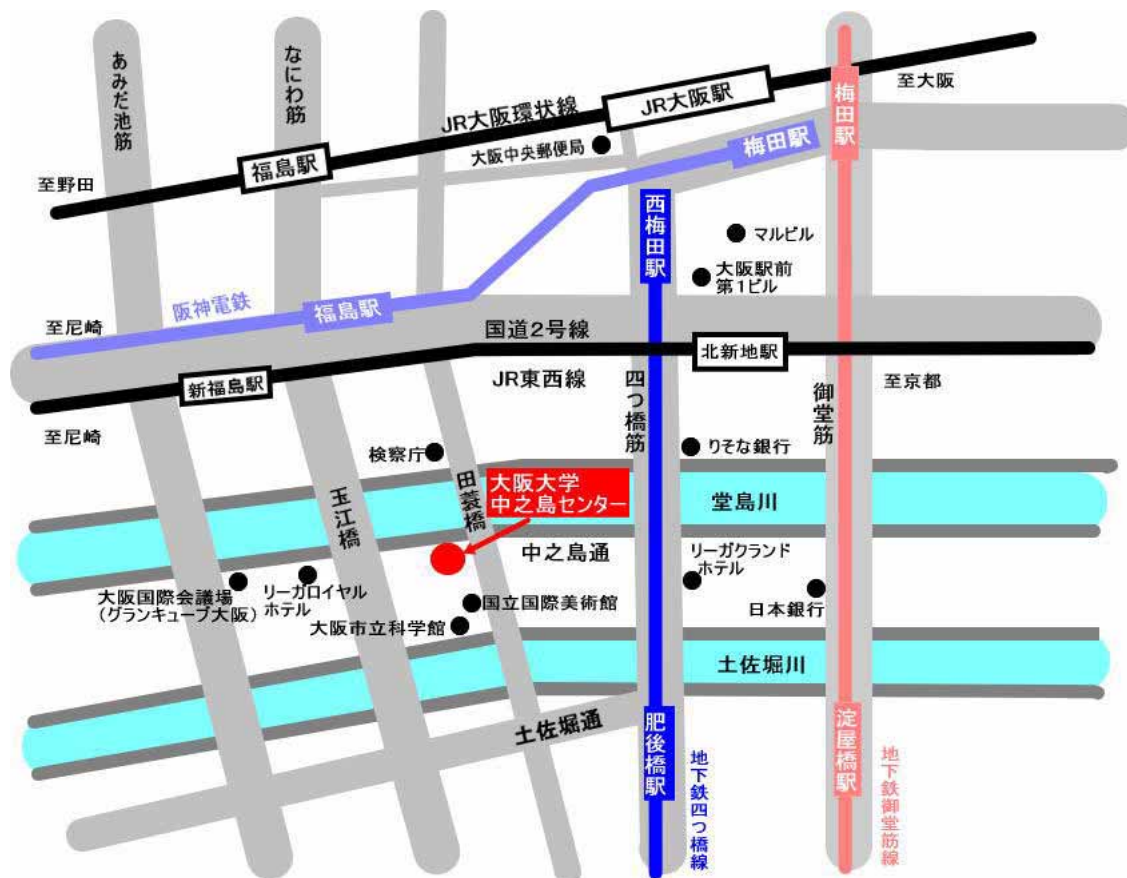 あみだ池筋
なにわ筋
JR大阪環状線
JR大阪駅
梅田駅
至大阪
福島駅
大阪中央郵便局
梅田駅
至野田
西梅田駅
マルビル
大阪駅前
第1ビル
阪神電鉄
福島駅
至尼崎
国道2号線
北新地駅
新福島駅
JR東西線
至京都
至尼崎
四つ橋筋
御堂筋
検察庁
りそな銀行
田蓑橋
大阪大学
中之島センター
玉江橋
堂島川
中之島通
リーガクランド
ホテル
大阪国際会議場
(グランキューブ大阪)
リーガロイヤル
ホテル
国立国際美術館
日本銀行
大阪市立科学館
土佐堀川
土佐堀通
肥後橋駅
淀屋橋駅
地下鉄四つ橋線
地下鉄御堂筋線